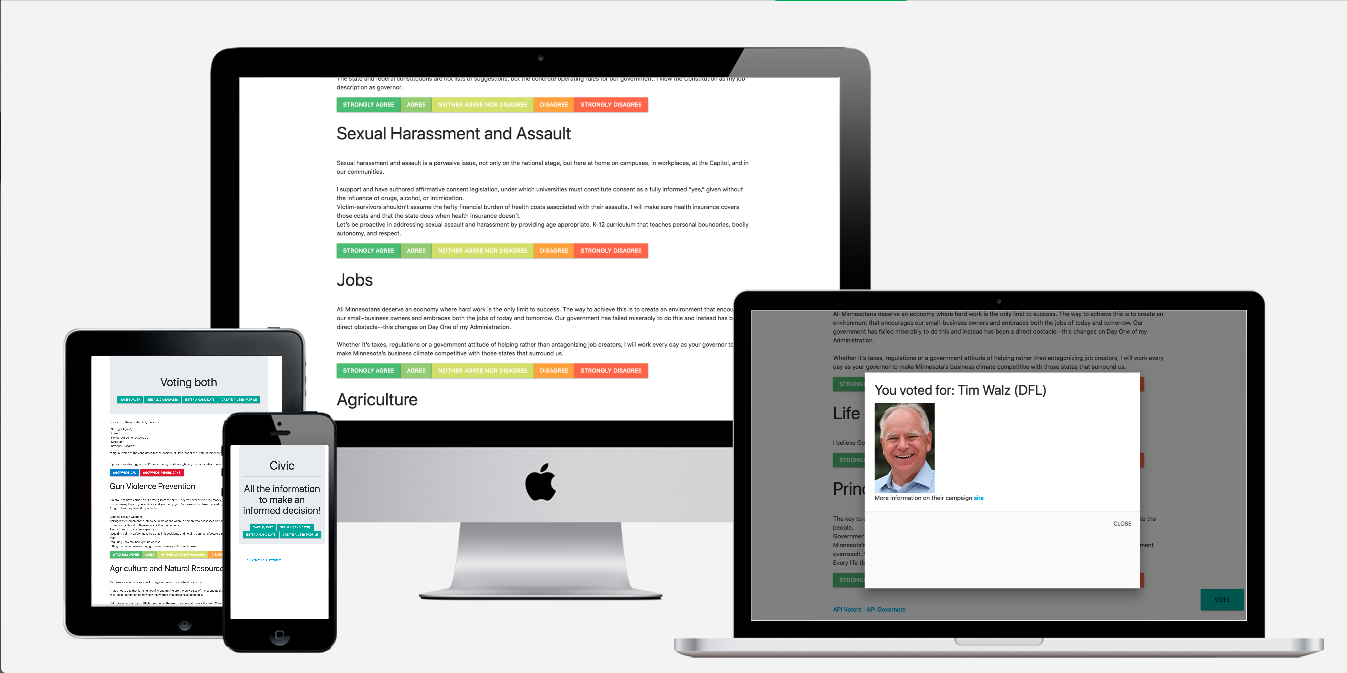 The state and federal constitutions are not lists of suggestions, but the concrete operating rules for our government. I view the Constitution as my job
description as governor.
STRONGLY AGREE AGREE NEITHER AGREE NOR DISAGREE DISAGREE STRONGLY DISAGREE
Sexual Harassment and Assault
Sexual harassment and assault is a pervasive issue, not only on the national stage, but here at home on campuses, in workplaces, at the Capitol, and in
our communities.
I support and have authored affirmative consent legislation, under which universities must constitute consent as a fully informed "yes," given without
the influence of drugs, alcohol, or intimidation.
Victim-survivors shouldn't assume the hefty financial burden of health costs associated with their assaults. I will make sure health insurance covers
those costs and that the state does when health insurance doesn't.
Let's be proactive in addressing sexual assault and harassment by providing age appropriate, K-12 curriculum that teaches personal boundaries, bodily
autonomy, and respect.
STRONGLY AGREE AGREE NEITHER AGREE NOR DISAGREE DISAGREE STRONGLY DISAGREE
Jobs
All Minnesotans deserve an economy where hard work is the only limit to success. The way to achieve this is to create an environment that encou
our small-business owners and embraces both the jobs of today and tomorrow. Our government has failed miserably to do this and instead has b
direct obstacle--this changes on Day One of my Administration.
Whether it's taxes, regulations or a government attitude of helping rather than antagonizing job creators, I will work every day as your governor to
make Minnesota's business climate competitive with those states that surround us.
STRONGLY AGREE AGREE NEITHER AGREE NOR DISAGREE DISAGREE STRONGLY DISAGREE
Agriculture
Voting both
Gun Violence Prevention
Agriculture and Natural Resource
Civic
All the information
to make an
informed decision!
All Minnesotans deserve an economy where hard work is the only limit to success. The way to achieve this is to create an
environment that encourages our small-business owners and embraces both the jobs of today and tomorrow. Our
government has failed miserably to do this and instead has been a direct obstacle--this changes on Day One of my
Administration.
Whether it's taxes, regulations or a government attitude of helping rather than antagonizing job creators, I will work every
day as your governor to make Minnesota's business climate competitive with those states that surround us.
STRONG
You voted for: Tim Walz (DFL)
More information on their campaign site
CLOSE
Life
I believe Go
STRONG
Princ
The key to to the
people.
Government
Minnesota's ment
overreach.
Every life (b
STRONG
VOTE
API Voters API Governors